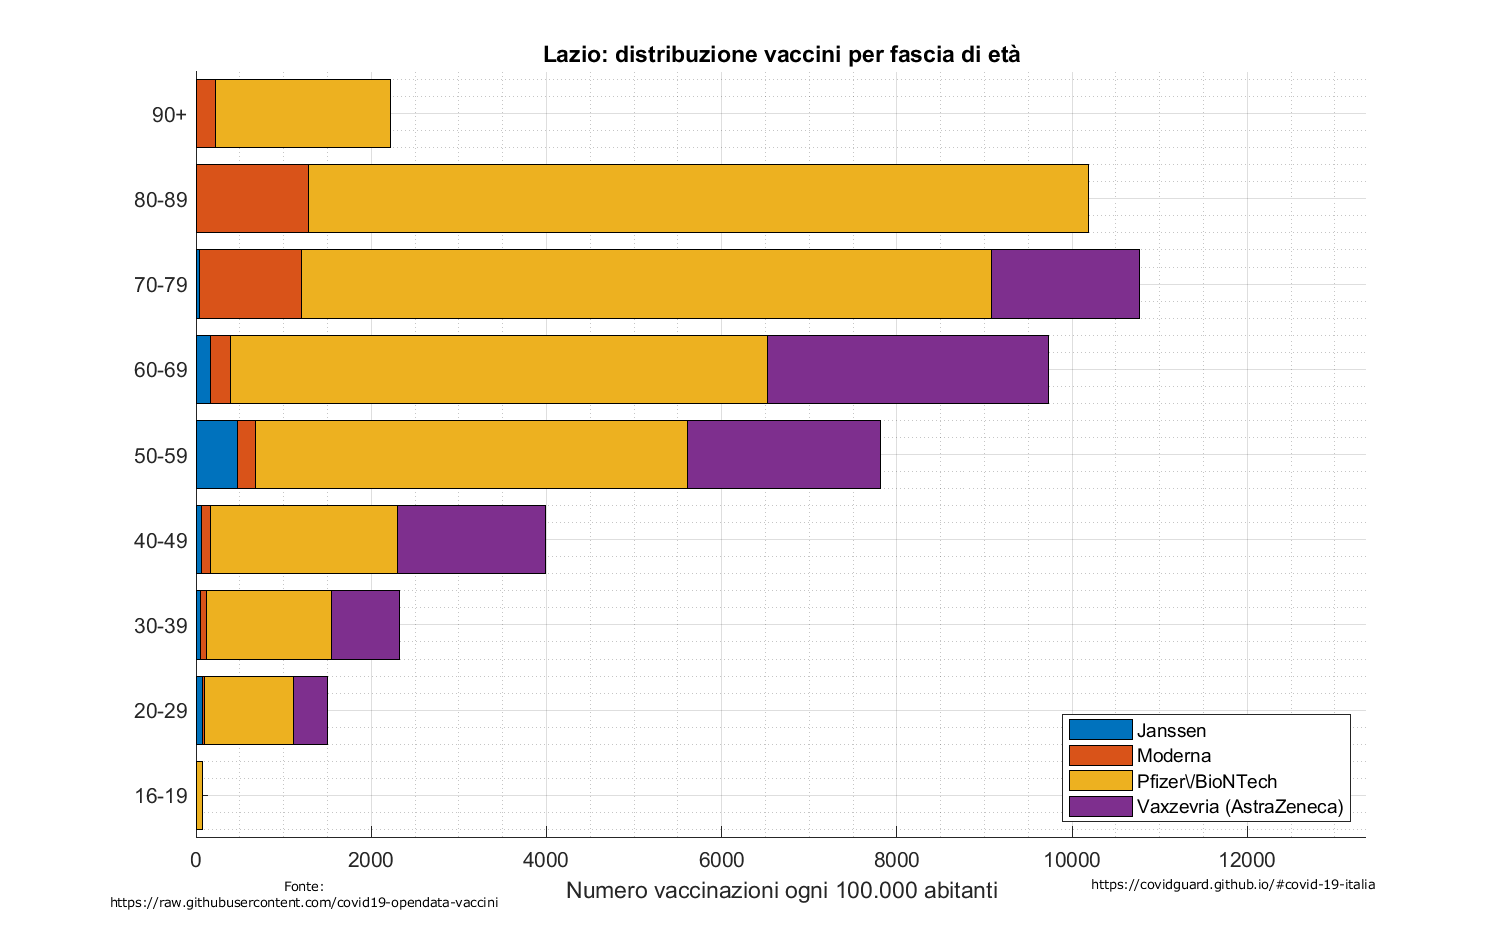 Lazio: distribuzione vaccini per fascia di età
90+
80-89
70-79
60-69
50-59
40-49
30-39
20-29
16-19
Janssen
Moderna
Pfizer\/BioNTech
Vaxzevria (AstraZeneca)
0 2000 4000 6000 8000 10000 12000
Numero vaccinazioni ogni 100.000 abitanti
Fonte:
https://raw.githubusercontent.com/covid19-opendata-vaccini
https://covidguard.github.io/#covid-19-italia